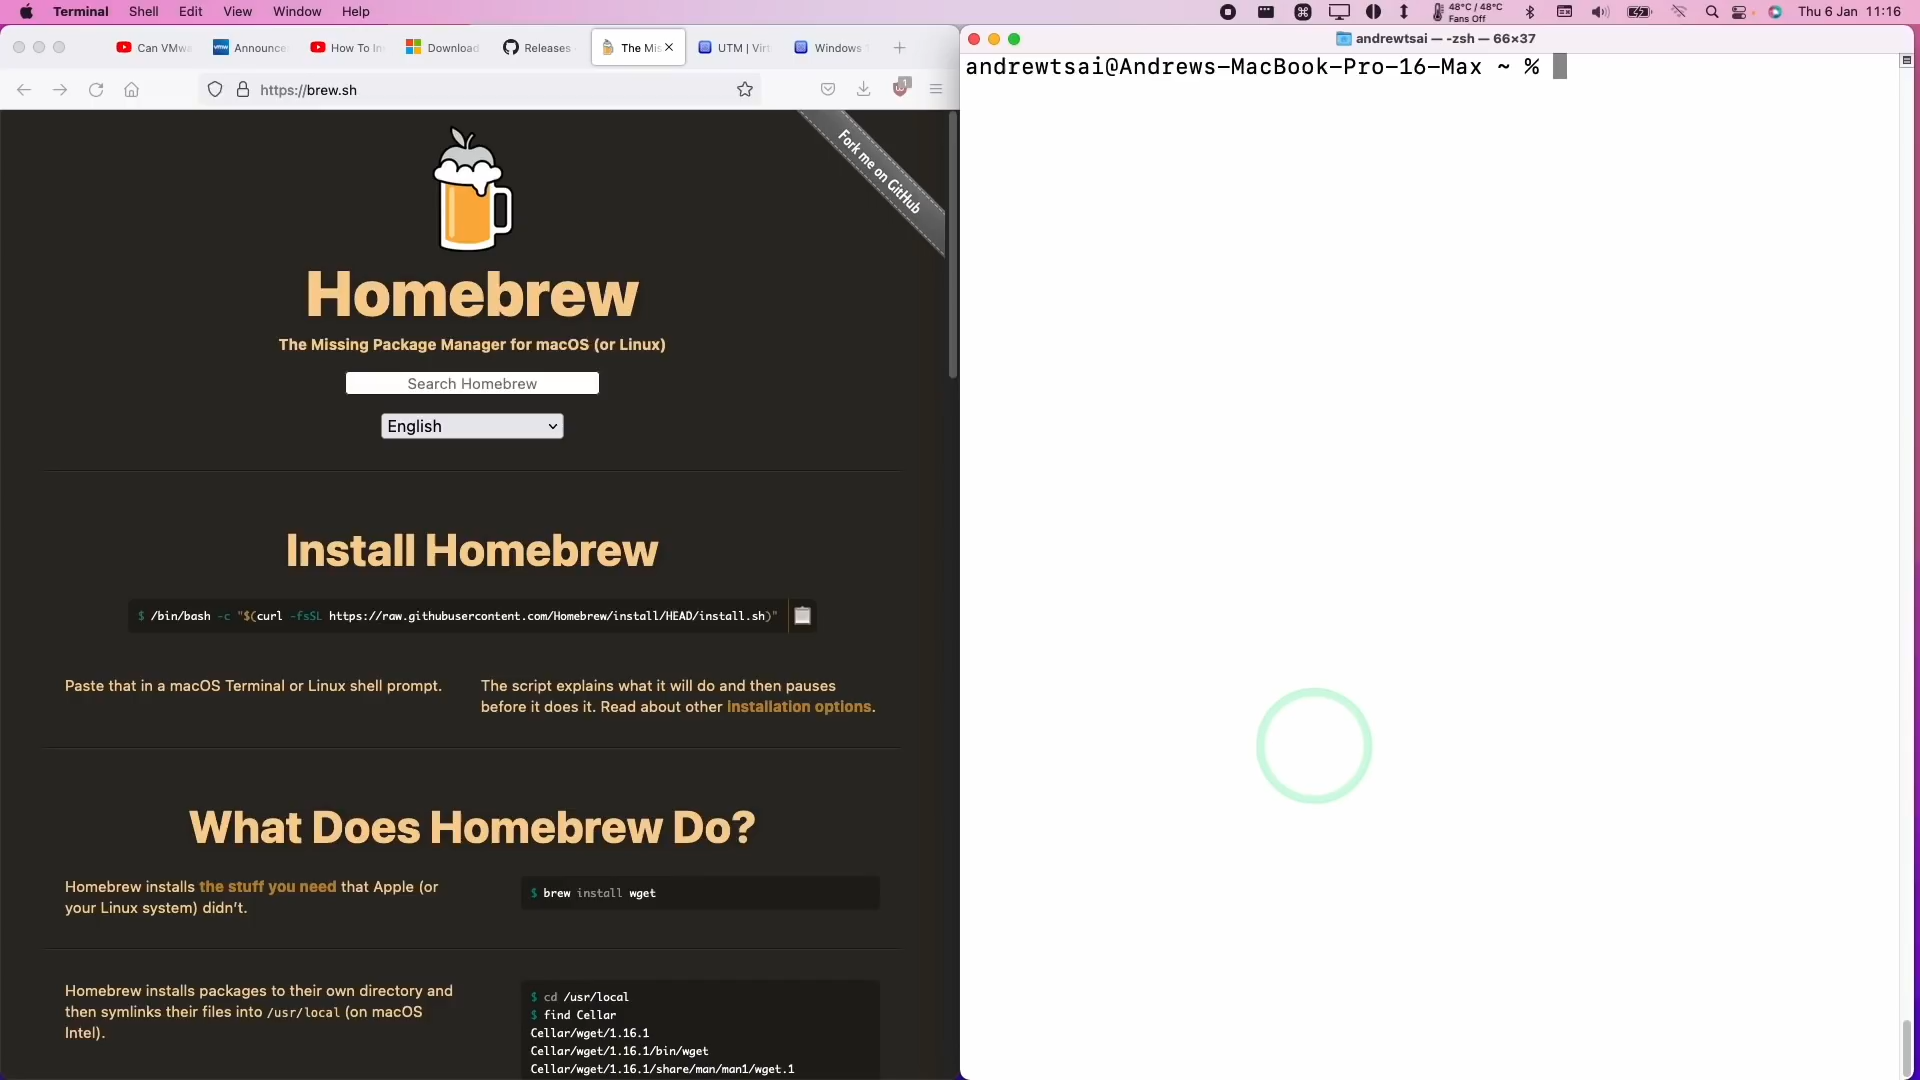 Terminal Shell Edit View Window Help
48°C / 48°C
Fans Off
Thu 6 Jan 11:16
Can VMw
vmw Announce
How To In
Download
Releases
The Mis
UTM | Virt
Windows
andrewtsai — -zsh — 66×37
https://brew.sh
1
andrewtsai@Andrews-MacBook-Pro-16-Max ~ %
Fork me on GitHub
Homebrew
The Missing Package Manager for macOS (or Linux)
Search Homebrew
English
Install Homebrew
$ /bin/bash -c "$(curl -fsSL https://raw.githubusercontent.com/Homebrew/install/HEAD/install.sh)"
Paste that in a macOS Terminal or Linux shell prompt.
The script explains what it will do and then pauses
before it does it. Read about other installation options.
What Does Homebrew Do?
Homebrew installs the stuff you need that Apple (or
your Linux system) didn't.
$ brew install wget
Homebrew installs packages to their own directory and
then symlinks their files into /usr/local (on macOS
Intel).
$ cd /usr/local
$ find Cellar
Cellar/wget/1.16.1
Cellar/wget/1.16.1/bin/wget
Cellar/wget/1.16.1/share/man/man1/wget.1